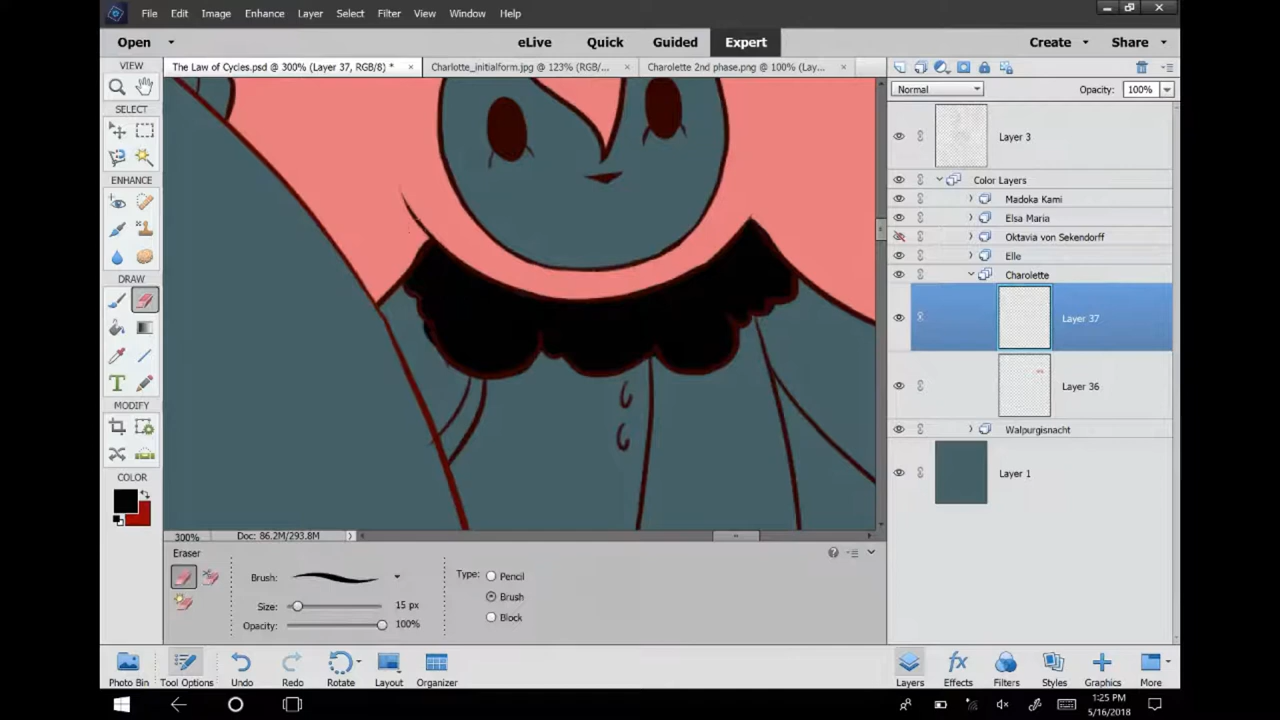 File Edit Image Enhance Layer Select Filter View Window Help
Open eLive Quick Guided Expert Create Share
VIEW
The Law of Cycles.psd @ 300% (Layer 37, RGB/8) * × Charlotte_initialform.jpg @ 123% (RGB/... × Charolette 2nd phase.png @ 100% (Lay... ×
Normal Opacity: 100%
SELECT
Layer 3
ENHANCE
Color Layers
Madoka Kami
Elsa Maria
Oktavia von Sekendorff
Elle
Charolette
DRAW
Layer 37
T
Layer 36
MODIFY
Walpurgisnacht
COLOR
Layer 1
300% Doc: 86.2M/293.8M
Eraser
Brush: Type: Pencil
Size: 15 px Brush
Opacity: 100% Block
Photo Bin Tool Options Undo Redo Rotate Layout Organizer Layers Effects Filters Styles Graphics More
1:25 PM
5/16/2018